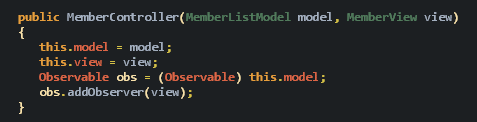 public MemberController(MemberListModel model, MemberView view)
{
this.model = model;
this.view = view;
Observable obs = (Observable) this.model;
obs.addObserver(view);
}